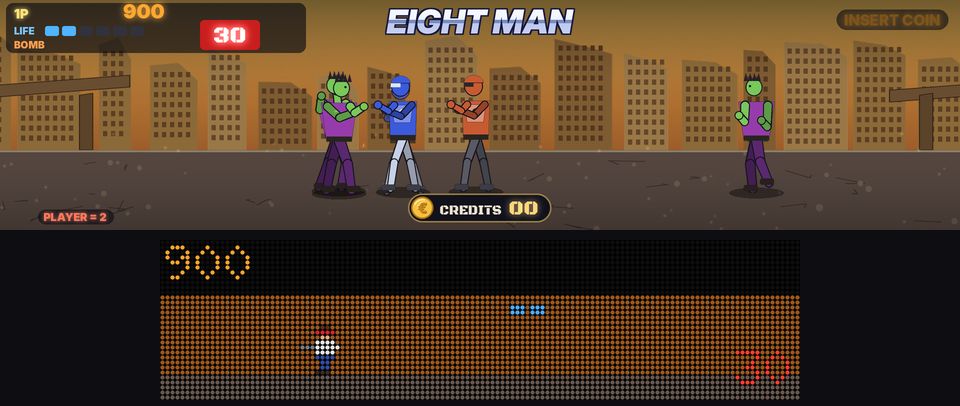 1P 900
LIFE
BOMB
30
EIGHT MAN
INSERT COIN
PLAYER = 2
CREDITS 00
900
30